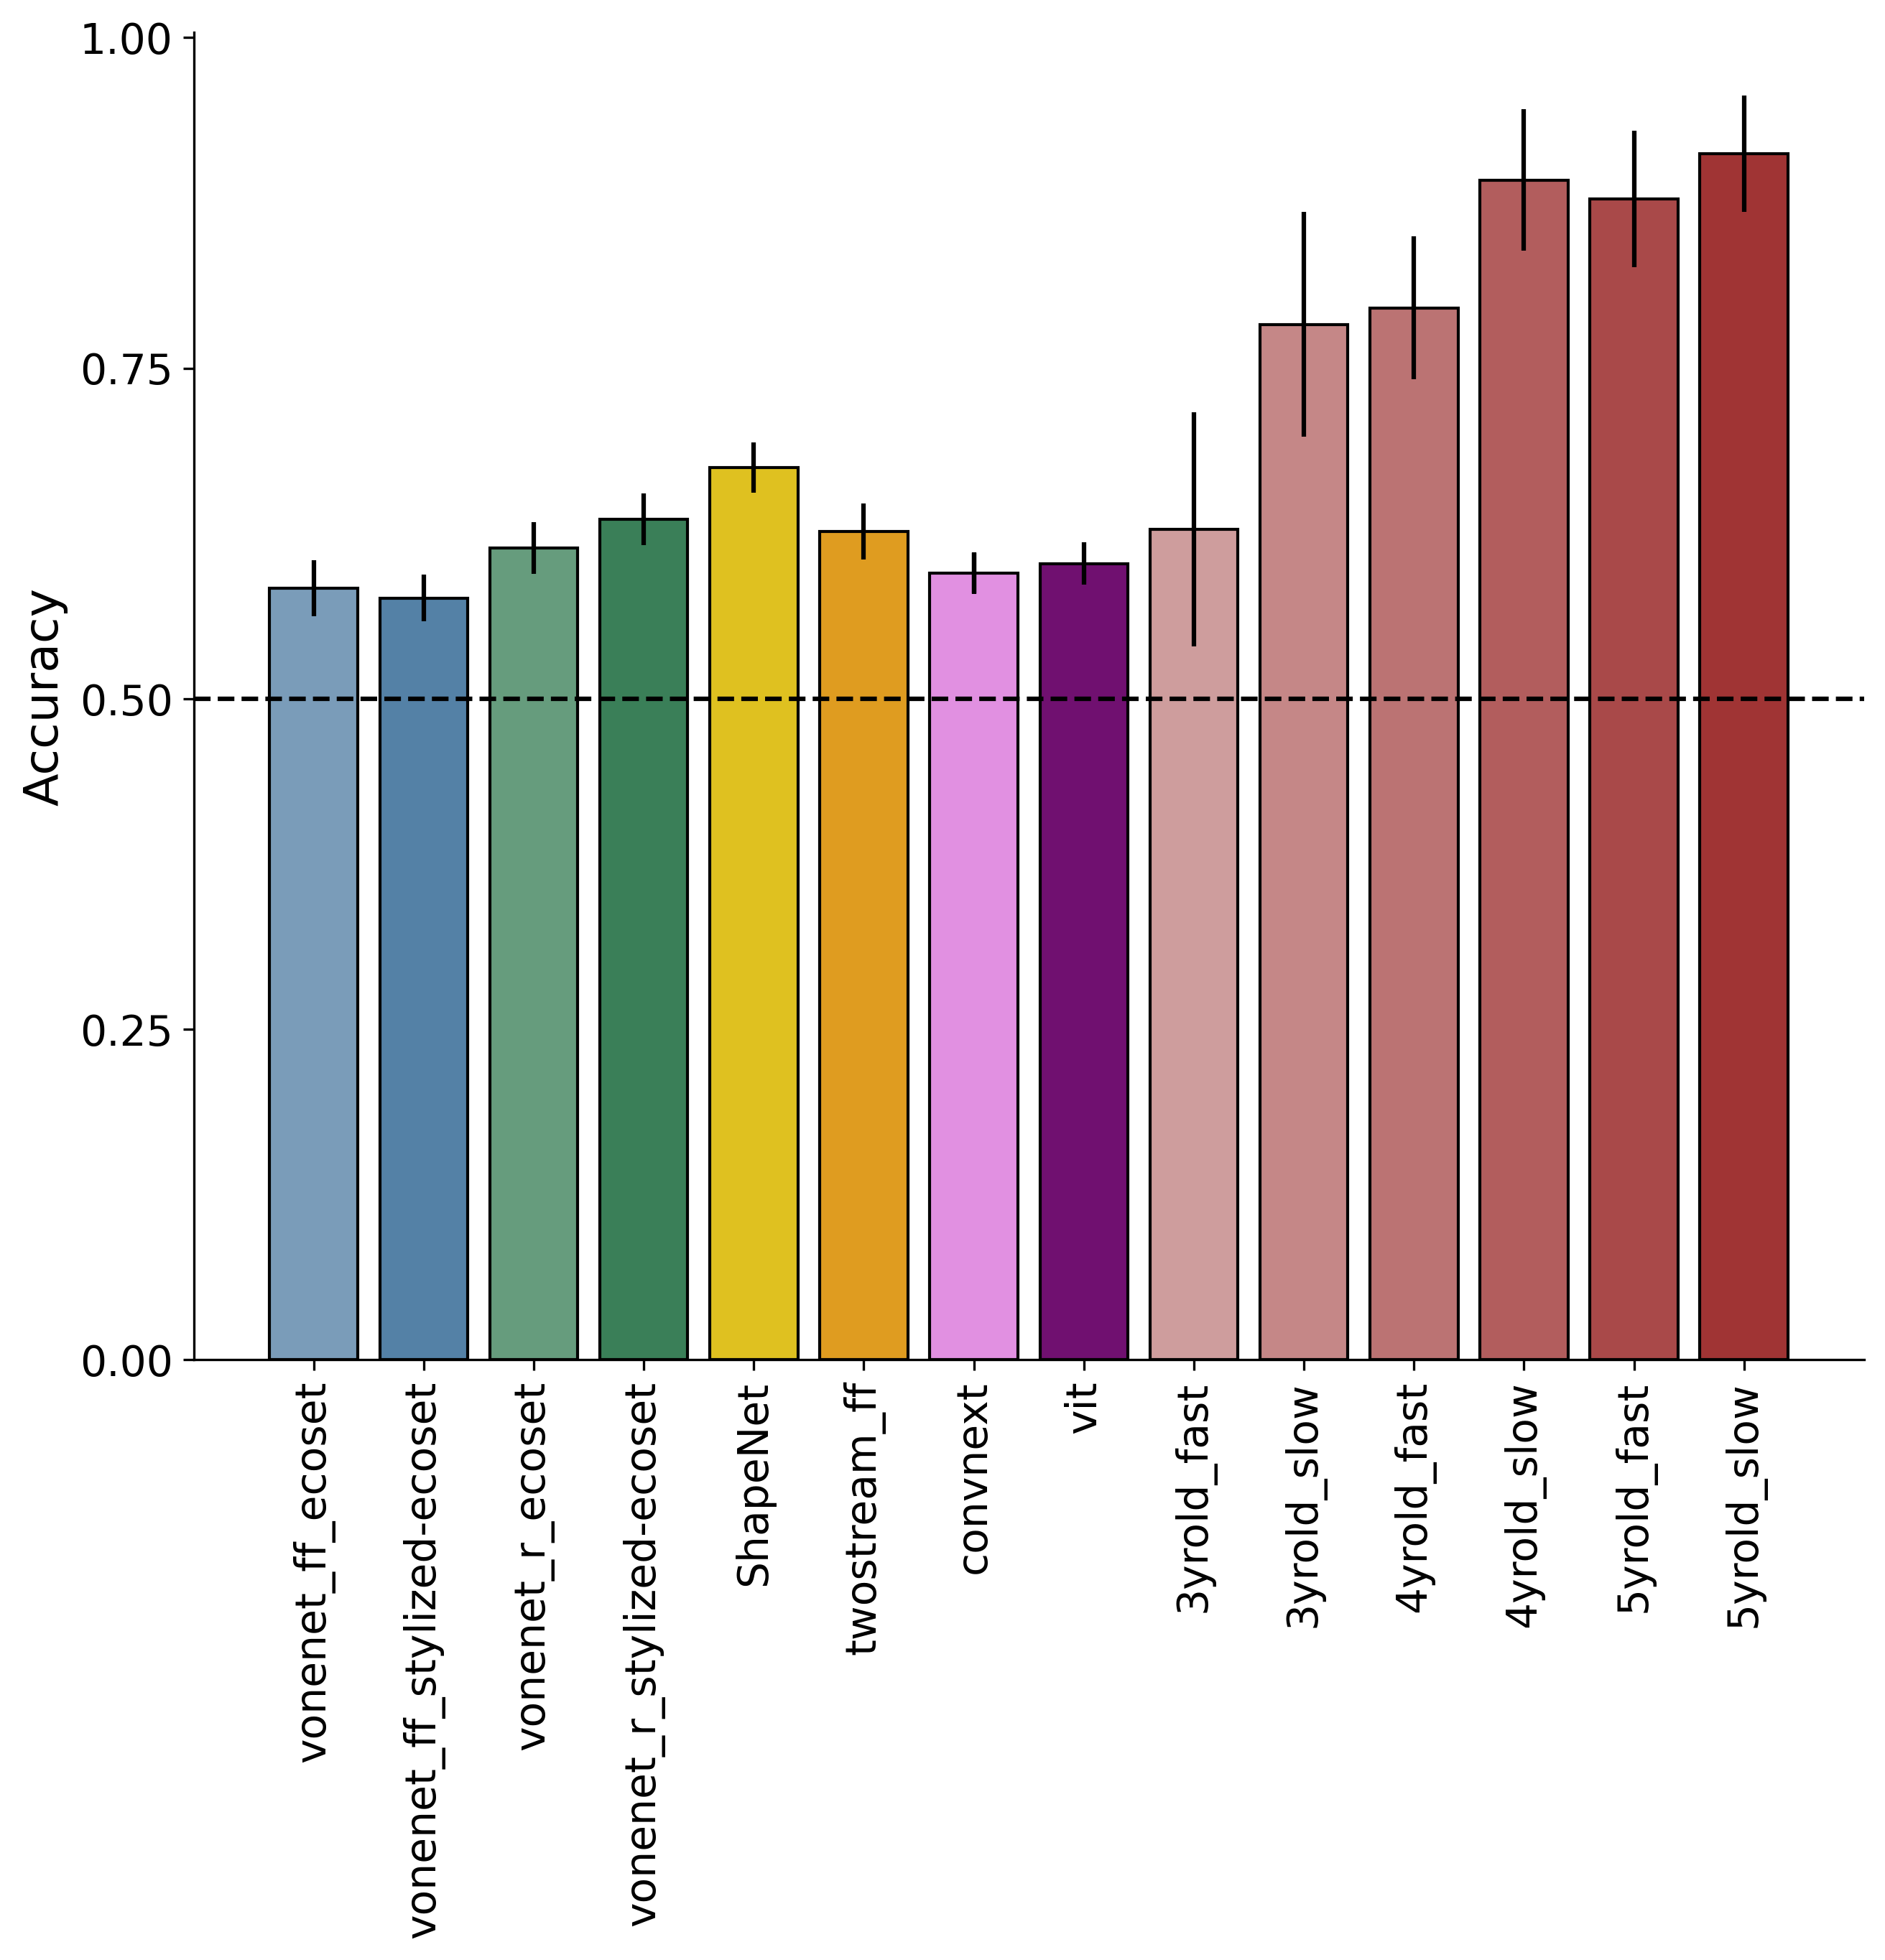 1.00
0.75
0.50
0.25
0.00
Accuracy
vonenet_ff_ecoset
vonenet_ff_stylized-ecoset
vonenet_r_ecoset
vonenet_r_stylized-ecoset
ShapeNet
twostream_ff
convnext
vit
3yrold_fast
3yrold_slow
4yrold_fast
4yrold_slow
5yrold_fast
5yrold_slow